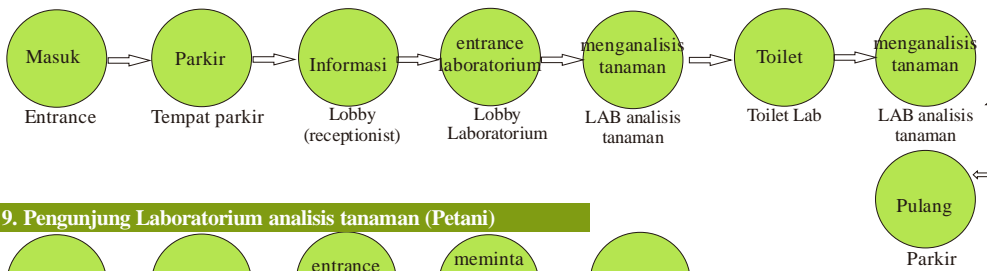 Masuk
Entrance
Parkir
Tempat parkir
Informasi
Lobby
(receptionist)
entrance
laboratorium
Lobby
Laboratorium
menganalisis
tanaman
LAB analisis
tanaman
Toilet
Toilet Lab
menganalisis
tanaman
LAB analisis
tanaman
Pulang
Parkir
9. Pengunjung Laboratorium analisis tanaman (Petani)
entrance
meminta